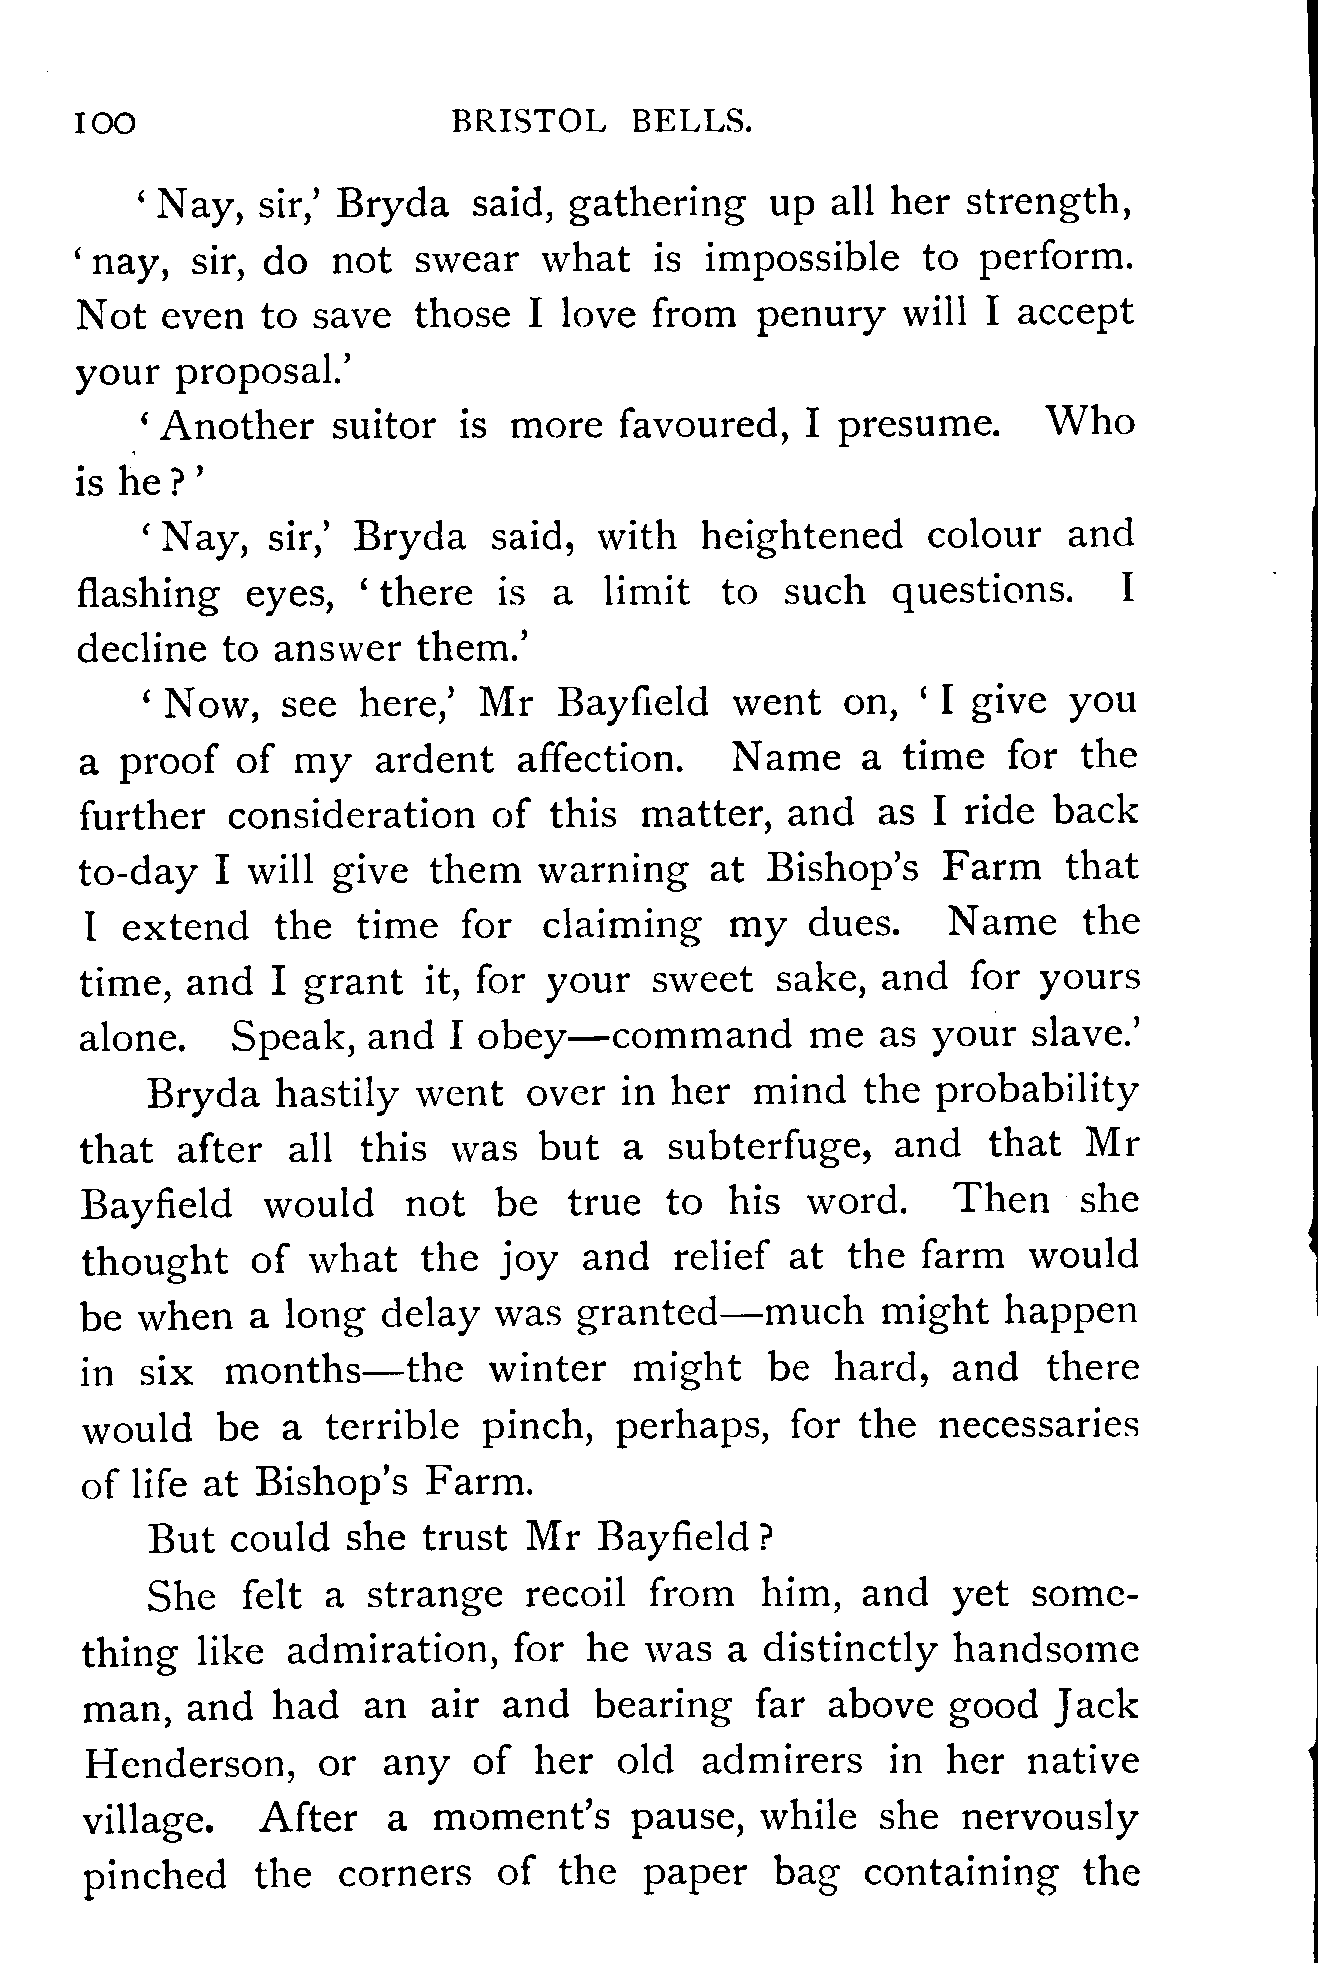 100 BRISTOL BELLS.
‘Nay, sir,’ Bryda said, gathering up all her strength,
‘nay, sir, do not swear what is impossible to perform.
Not even to save those I love from penury will I accept
your proposal.’
‘Another suitor is more favoured, I presume. Who
is he?’
‘Nay, sir,’ Bryda said, with heightened colour and
flashing eyes, ‘there is a limit to such questions. I
decline to answer them.’
‘Now, see here,’ Mr Bayfield went on, ‘I give you
a proof of my ardent affection. Name a time for the
further consideration of this matter, and as I ride back
to-day I will give them warning at Bishop’s Farm that
I extend the time for claiming my dues. Name the
time, and I grant it, for your sweet sake, and for yours
alone. Speak, and I obey—command me as your slave.’
Bryda hastily went over in her mind the probability
that after all this was but a subterfuge, and that Mr
Bayfield would not be true to his word. Then she
thought of what the joy and relief at the farm would
be when a long delay was granted—much might happen
in six months—the winter might be hard, and there
would be a terrible pinch, perhaps, for the necessaries
of life at Bishop’s Farm.
But could she trust Mr Bayfield?
She felt a strange recoil from him, and yet some-
thing like admiration, for he was a distinctly handsome
man, and had an air and bearing far above good Jack
Henderson, or any of her old admirers in her native
village. After a moment’s pause, while she nervously
pinched the corners of the paper bag containing the